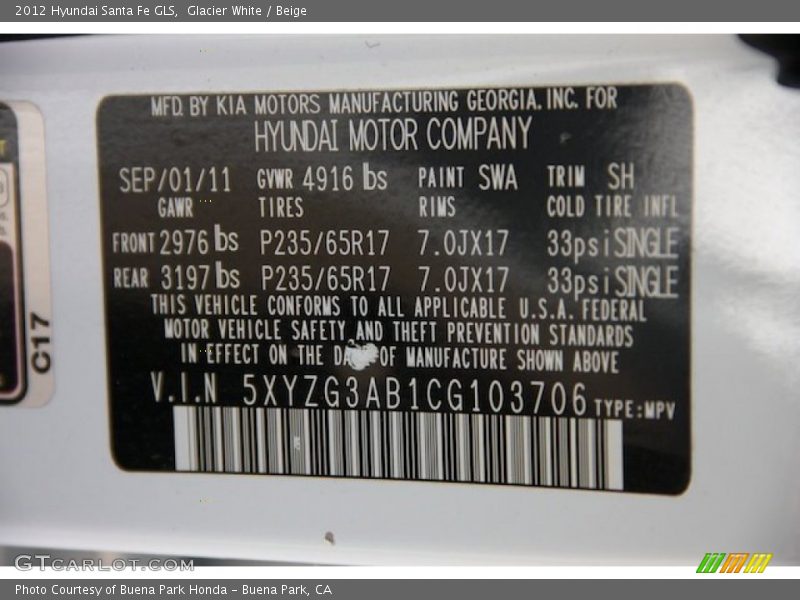 2012 Hyundai Santa Fe GLS,  Glacier White / Beige
MFD. BY KIA MOTORS MANUFACTURING GEORGIA. INC. FOR
HYUNDAI MOTOR COMPANY
SEP/01/11 GVWR 4916 lbs PAINT SWA TRIM SH
GAWR TIRES RIMS COLD TIRE INFL
FRONT 2976 lbs P235/65R17 7.0JX17 33psi SINGLE
REAR 3197 lbs P235/65R17 7.0JX17 33psi SINGLE
THIS VEHICLE CONFORMS TO ALL APPLICABLE U.S.A. FEDERAL
MOTOR VEHICLE SAFETY AND THEFT PREVENTION STANDARDS
IN EFFECT ON THE DATE OF MANUFACTURE SHOWN ABOVE
V.I.N 5XYZG3AB1CG103706 TYPE:MPV
C17
GTCARLOT.COM
Photo Courtesy of Buena Park Honda - Buena Park, CA